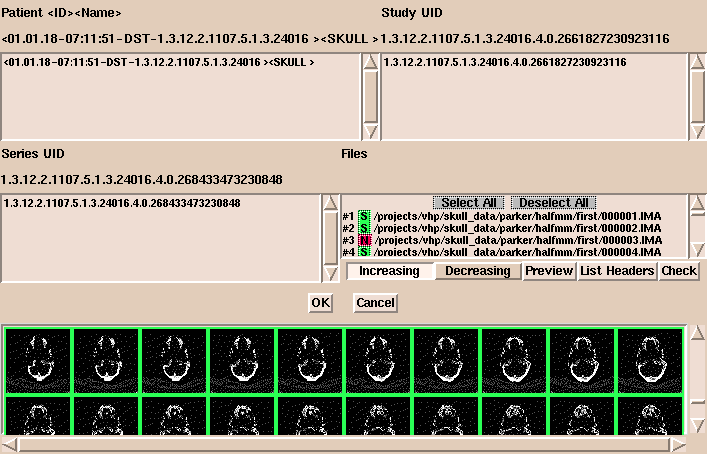 Patient <ID><Name>
Study UID
<01.01.18-07:11:51-DST-1.3.12.2.1107.5.1.3.24016 ><SKULL >
1.3.12.2.1107.5.1.3.24016.4.0.2661827230923116
<01.01.18-07:11:51-DST-1.3.12.2.1107.5.1.3.24016 ><SKULL >
1.3.12.2.1107.5.1.3.24016.4.0.2661827230923116
Series UID
Files
1.3.12.2.1107.5.1.3.24016.4.0.268433473230848
1.3.12.2.1107.5.1.3.24016.4.0.268433473230848
Select All Deselect All
#1 S /projects/vhp/skull_data/parker/halfmm/first/000001.IMA
#2 S /projects/vhp/skull_data/parker/halfmm/first/000002.IMA
#3 N /projects/vhp/skull_data/parker/halfmm/first/000003.IMA
#4 S /projects/vhp/skull_data/parker/halfmm/first/000004.IMA
Increasing Decreasing Preview List Headers Check
OK Cancel